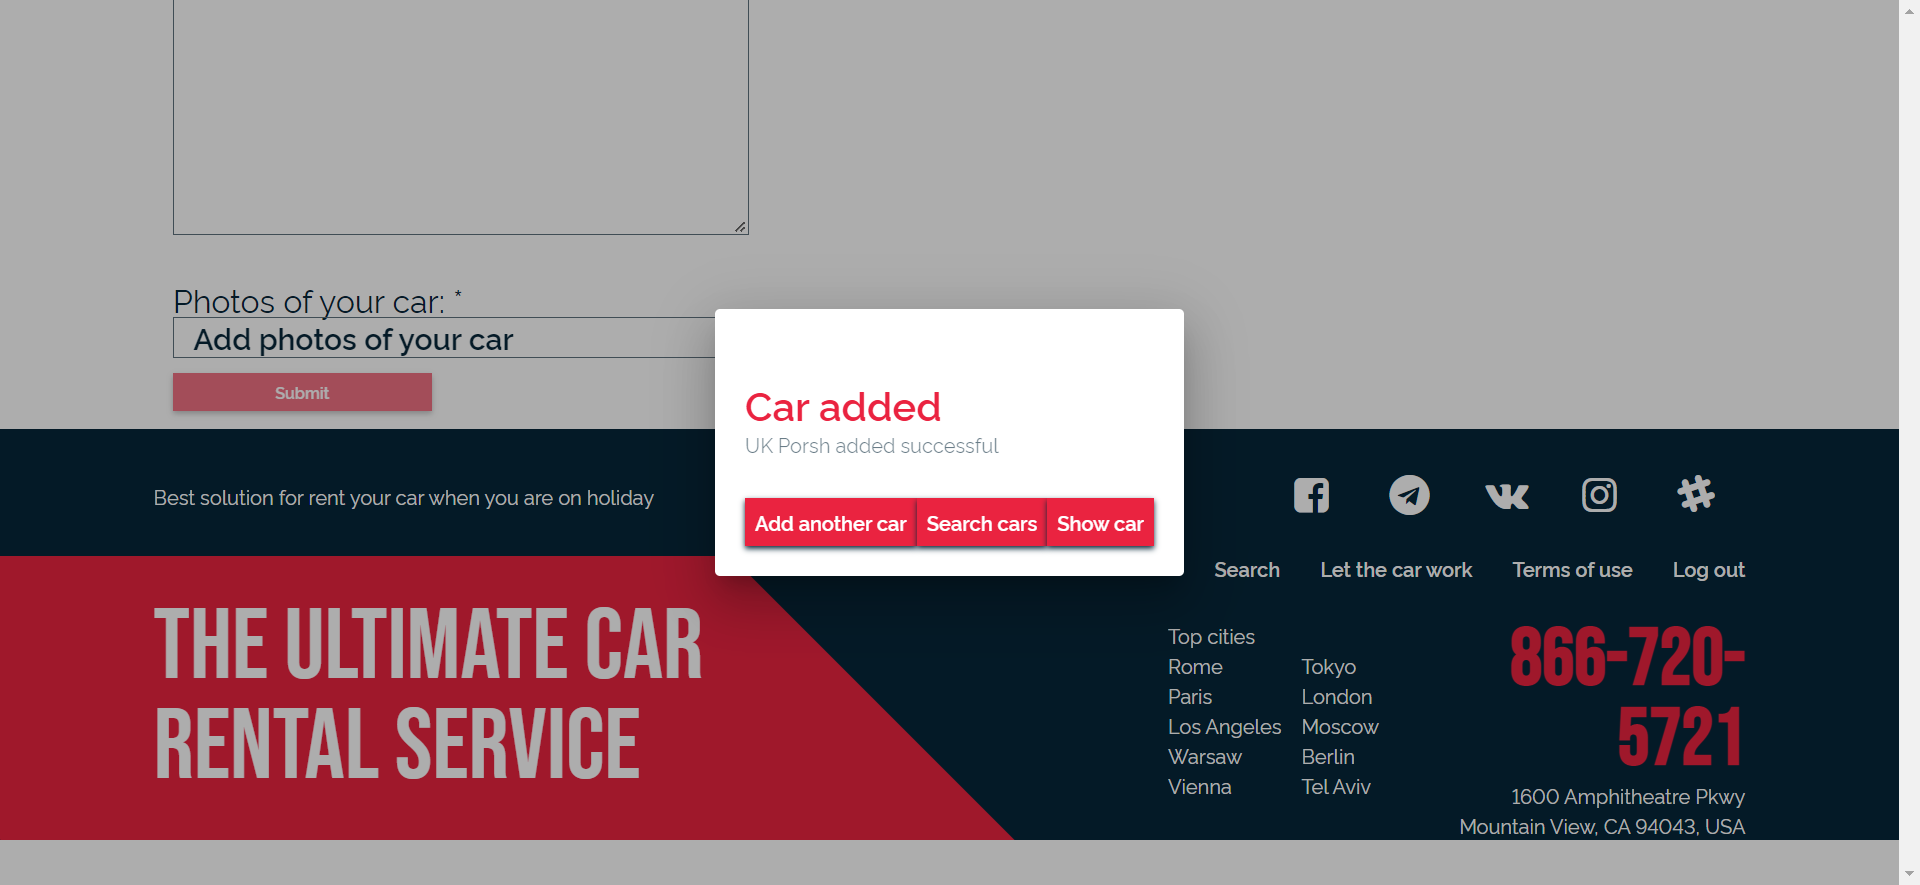 Photos of your car: *
Add photos of your car
Submit
Car added
UK Porsh added successful
Add another car
Search cars
Show car
Best solution for rent your car when you are on holiday
Search
Let the car work
Terms of use
Log out
THE ULTIMATE CAR
RENTAL SERVICE
Top cities
Rome
Paris
Los Angeles
Warsaw
Vienna
Tokyo
London
Moscow
Berlin
Tel Aviv
866-720-
5721
1600 Amphitheatre Pkwy
Mountain View, CA 94043, USA